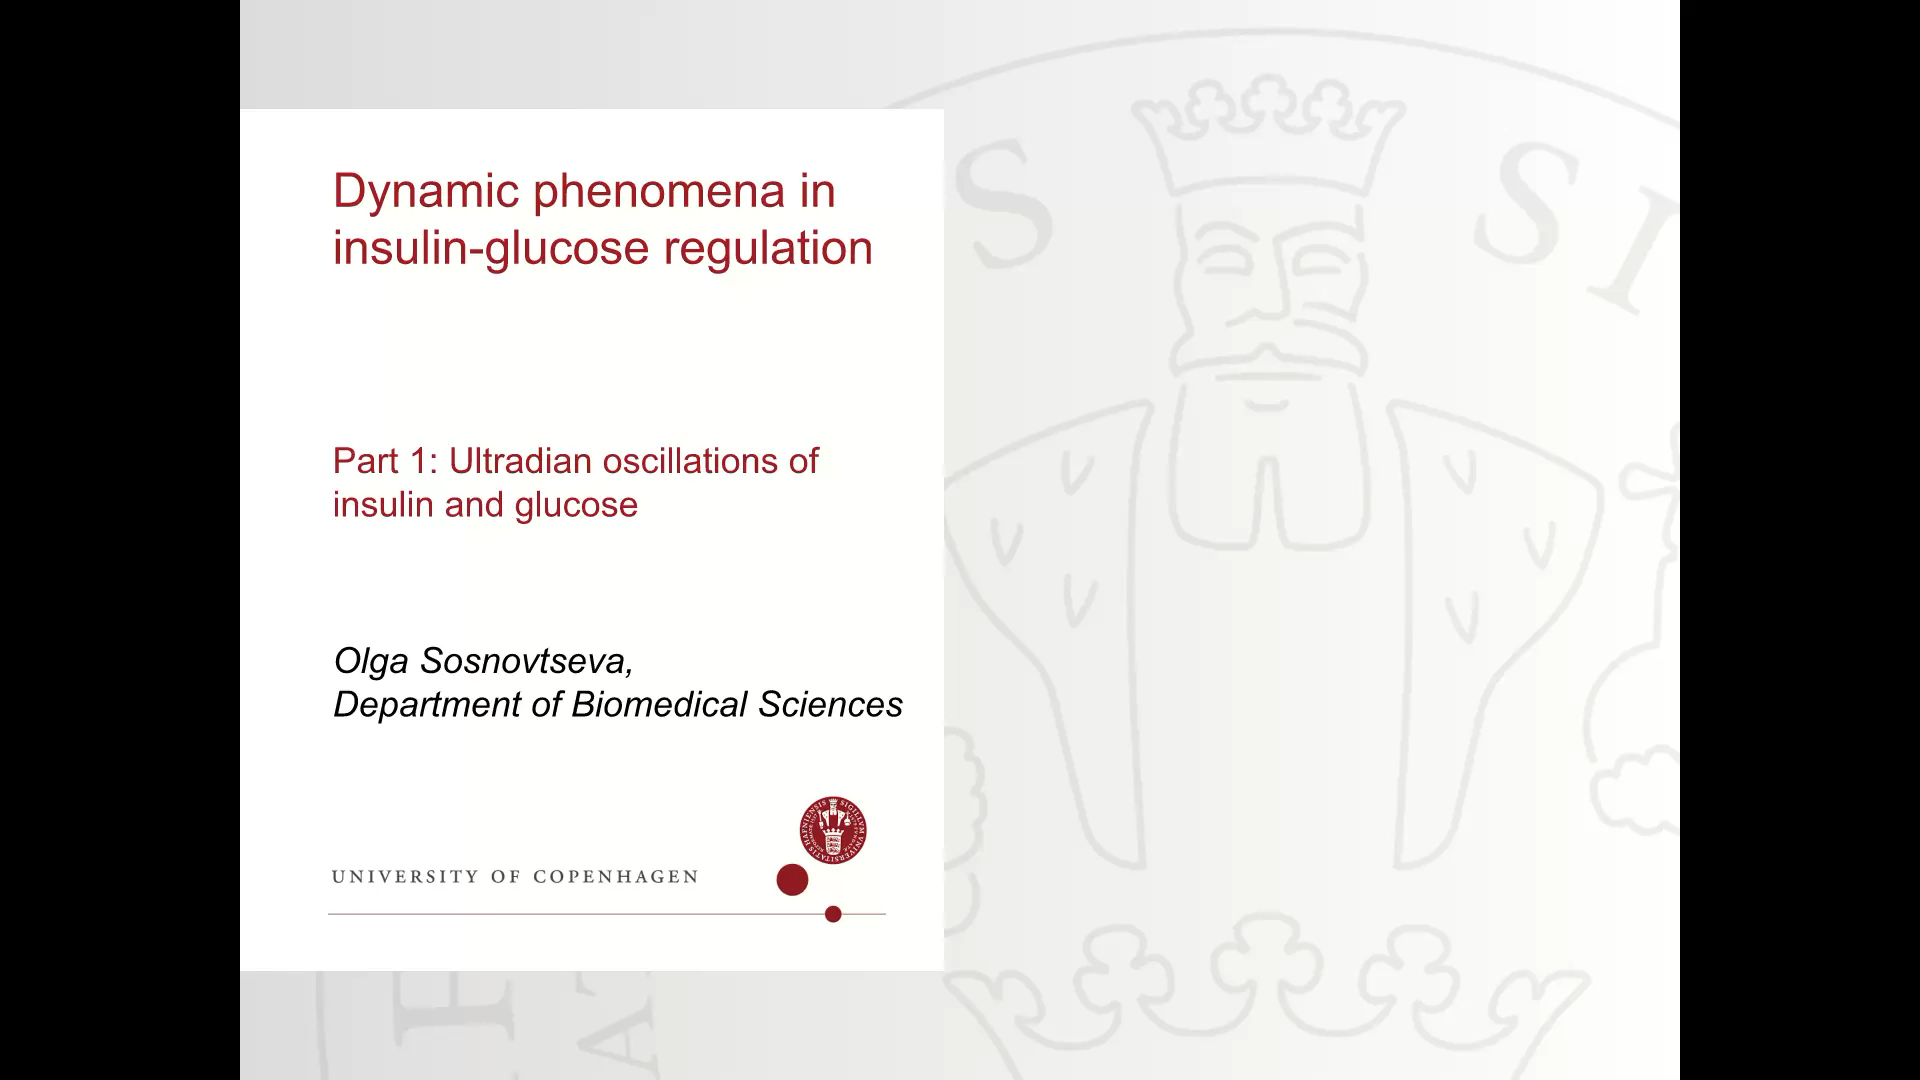 Dynamic phenomena in
insulin-glucose regulation
Part 1: Ultradian oscillations of
insulin and glucose
Olga Sosnovtseva,
Department of Biomedical Sciences
UNIVERSITY OF COPENHAGEN